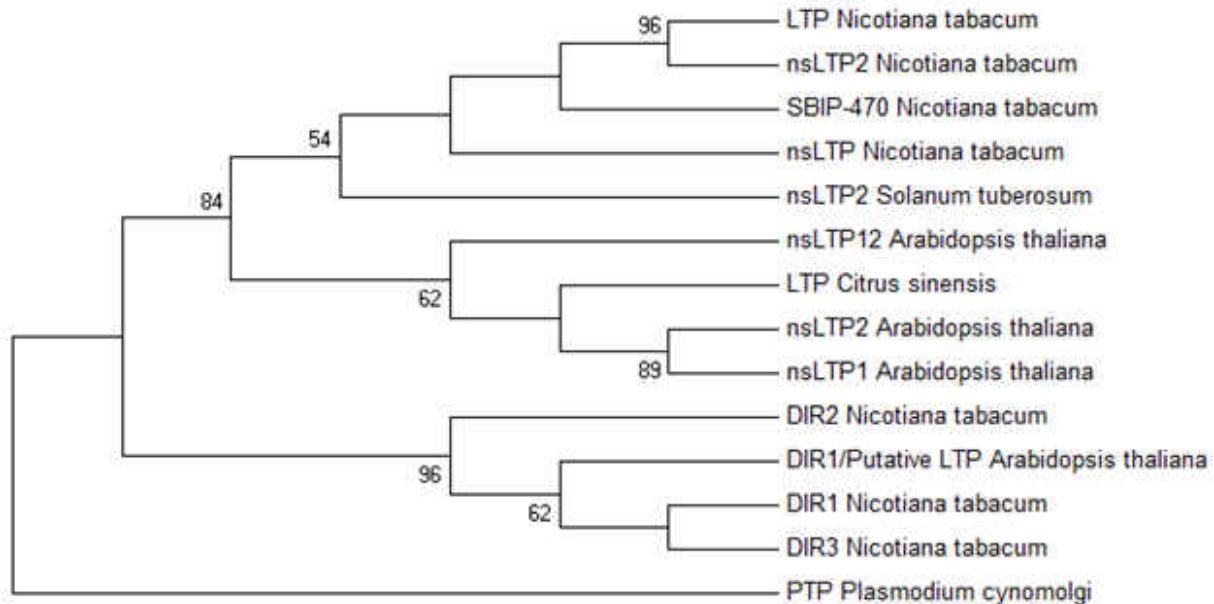 96
LTP Nicotiana tabacum
nsLTP2 Nicotiana tabacum
SBIP-470 Nicotiana tabacum
54
nsLTP Nicotiana tabacum
84
nsLTP2 Solanum tuberosum
nsLTP12 Arabidopsis thaliana
62
LTP Citrus sinensis
nsLTP2 Arabidopsis thaliana
89
nsLTP1 Arabidopsis thaliana
DIR2 Nicotiana tabacum
96
DIR1/Putative LTP Arabidopsis thaliana
62
DIR1 Nicotiana tabacum
DIR3 Nicotiana tabacum
PTP Plasmodium cynomolgi